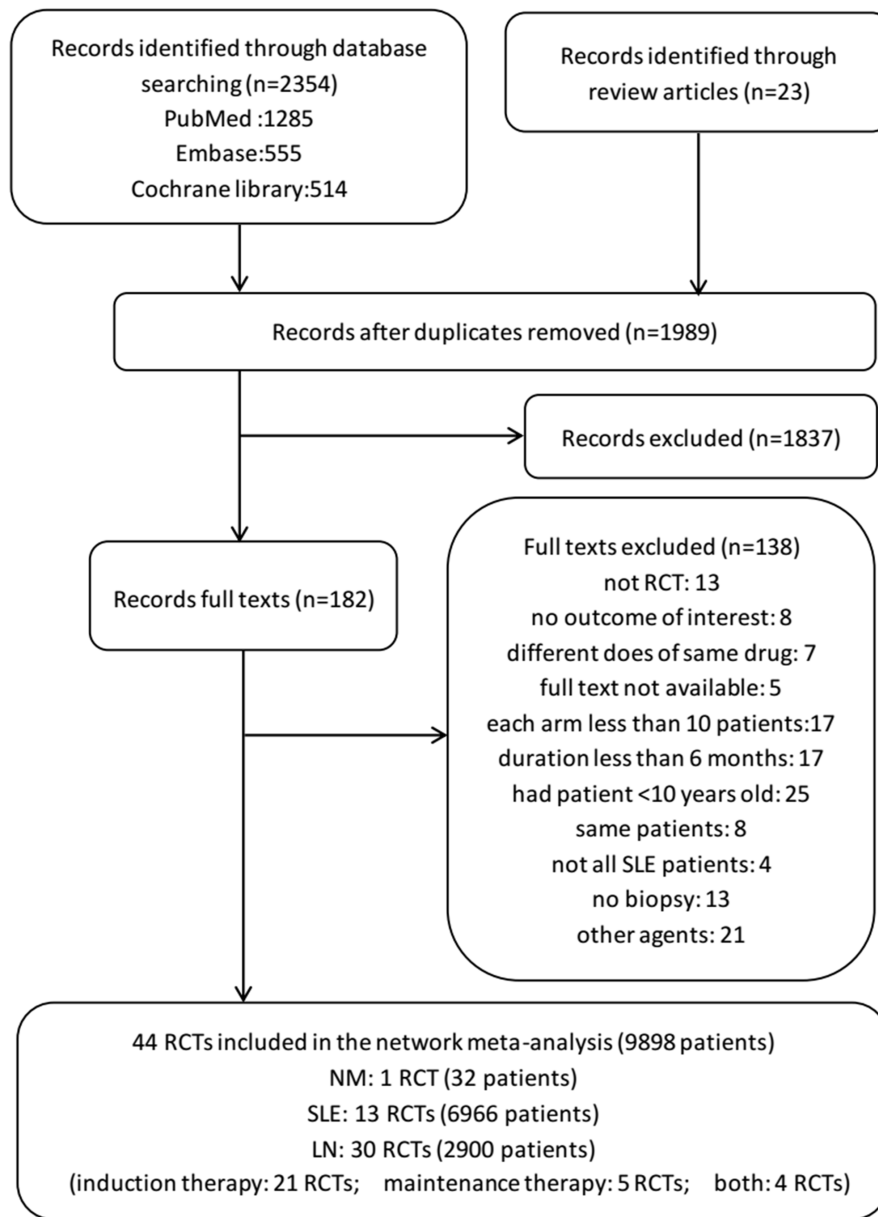 Records identified through database
searching (n=2354)
PubMed :1285
Embase:555
Cochrane library:514
Records identified through
review articles (n=23)
Records after duplicates removed (n=1989)
Records excluded (n=1837)
Records full texts (n=182)
Full texts excluded (n=138)
not RCT: 13
no outcome of interest: 8
different does of same drug: 7
full text not available: 5
each arm less than 10 patients:17
duration less than 6 months: 17
had patient <10 years old: 25
same patients: 8
not all SLE patients: 4
no biopsy: 13
other agents: 21
44 RCTs included in the network meta-analysis (9898 patients)
NM: 1 RCT (32 patients)
SLE: 13 RCTs (6966 patients)
LN: 30 RCTs (2900 patients)
(induction therapy: 21 RCTs; maintenance therapy: 5 RCTs; both: 4 RCTs)